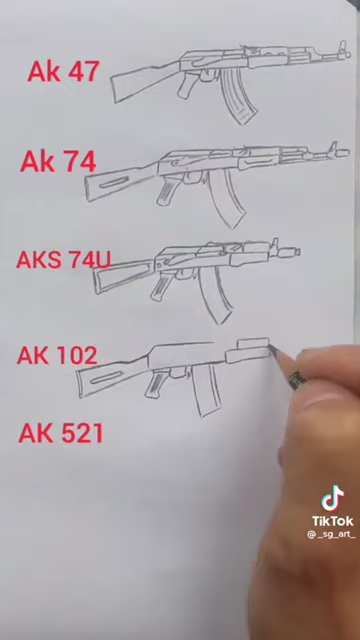 Ak 47
Ak 74
AKS 74U
AK 102
AK 521
TikTok
@_sg_art_